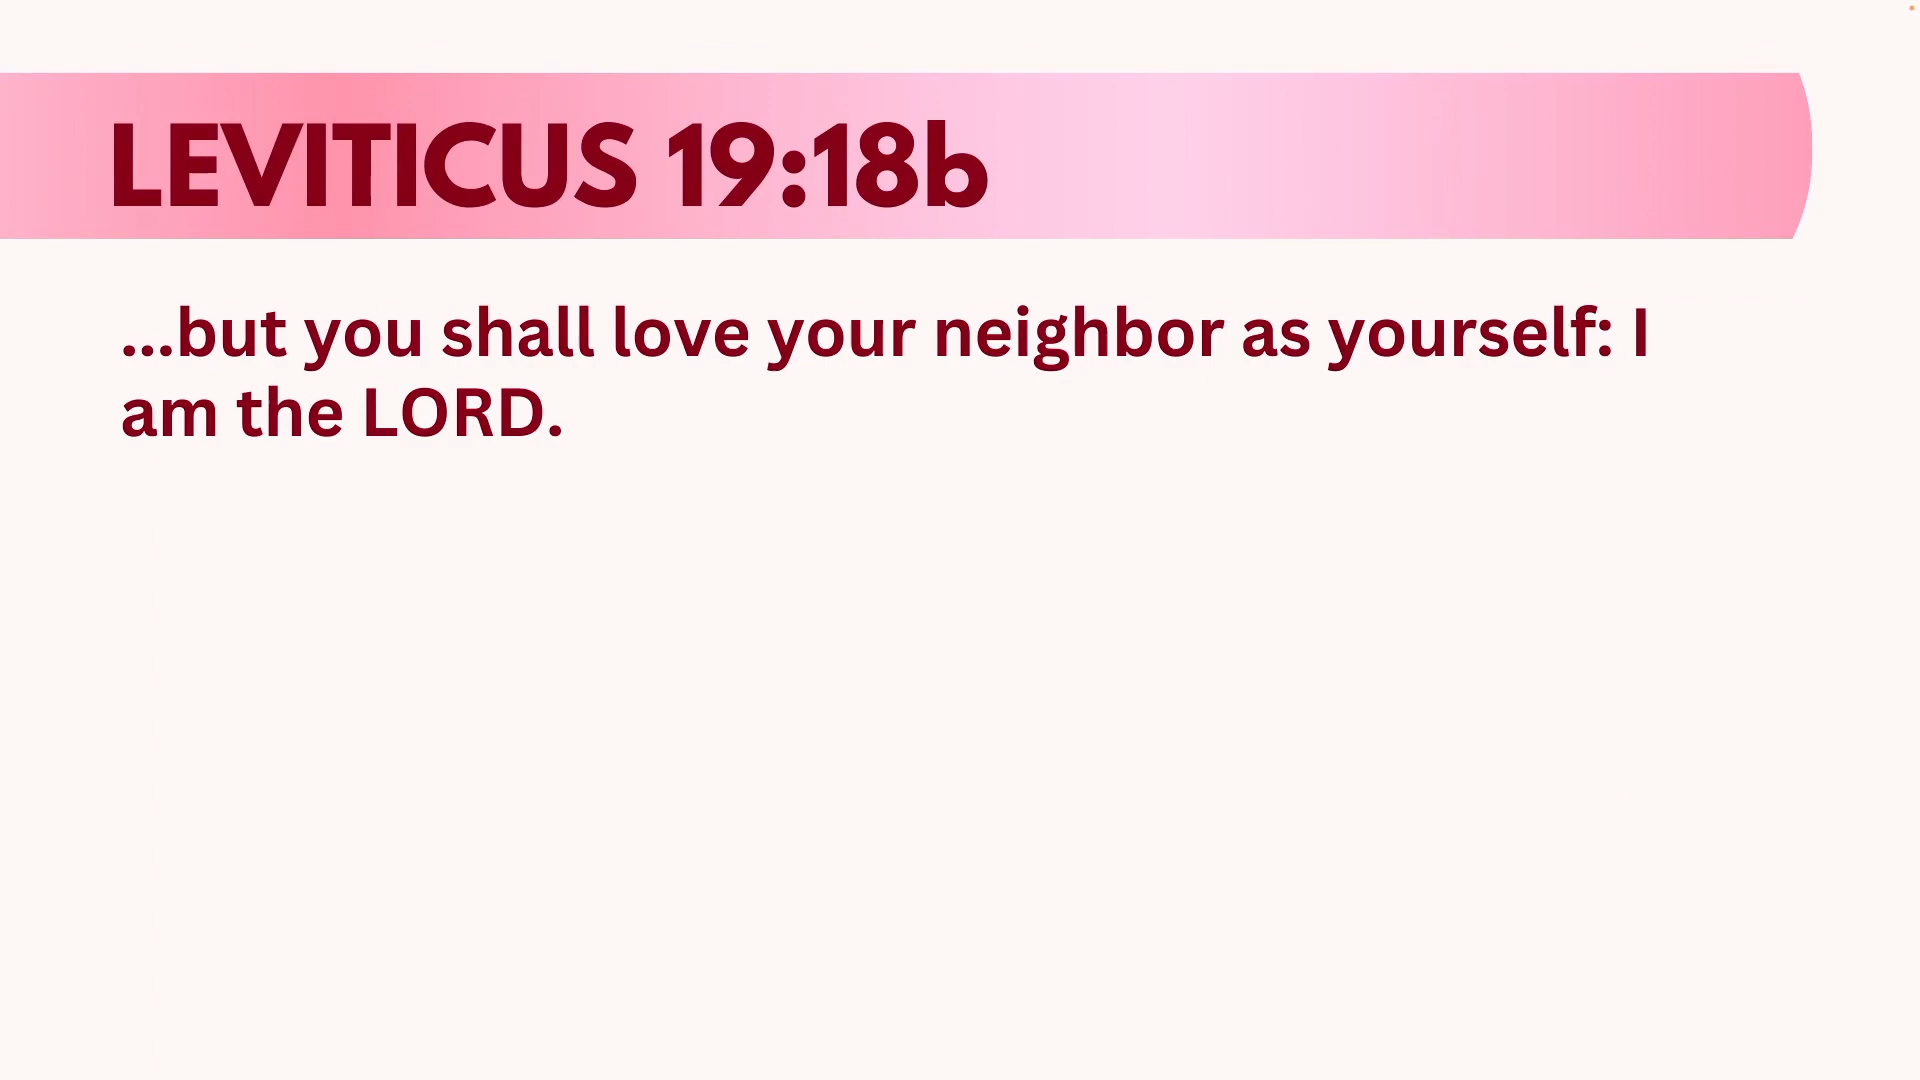 LEVITICUS 19:18b
...but you shall love your neighbor as yourself: I
am the LORD.